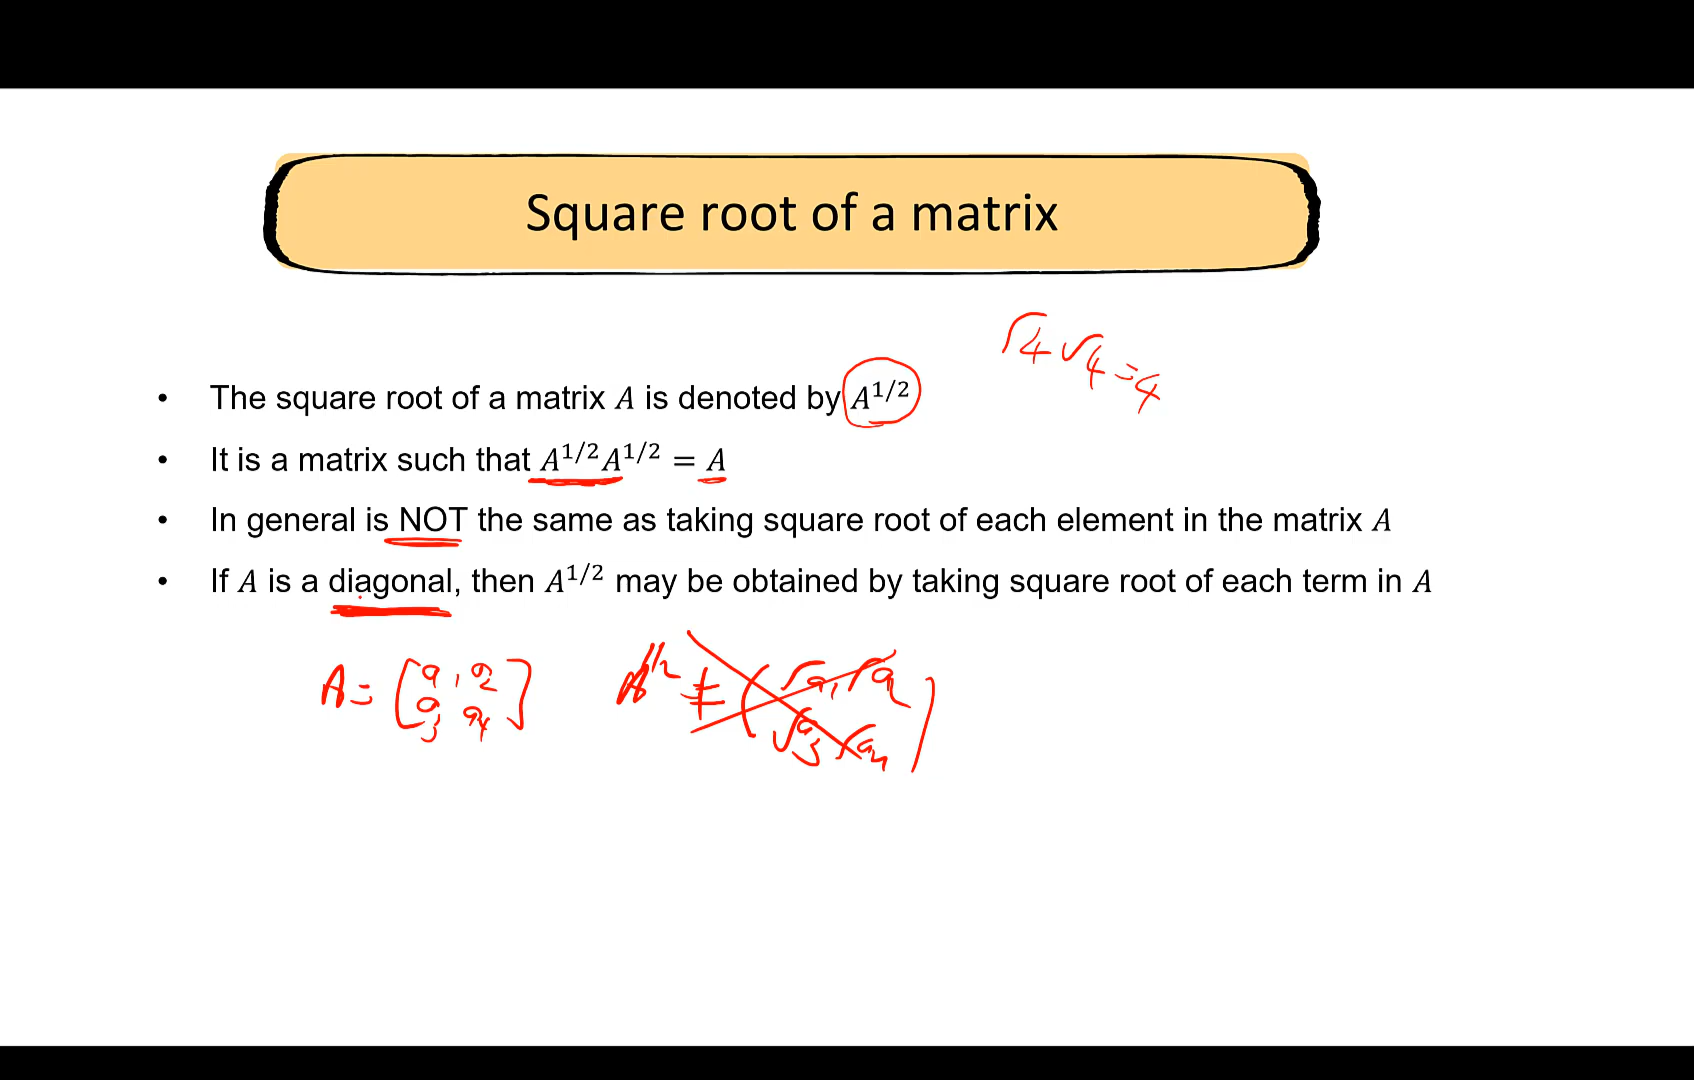 Square root of a matrix
√4 √4 = 4
• The square root of a matrix A is denoted by A^{1/2}
• It is a matrix such that A^{1/2}A^{1/2} = A
• In general is NOT the same as taking square root of each element in the matrix A
• If A is a diagonal, then A^{1/2} may be obtained by taking square root of each term in A
A = [a₁ a₂ A^{1/2} ≠ (√a₁ √a₂
a₃ a₄] √a₃ √a₄)